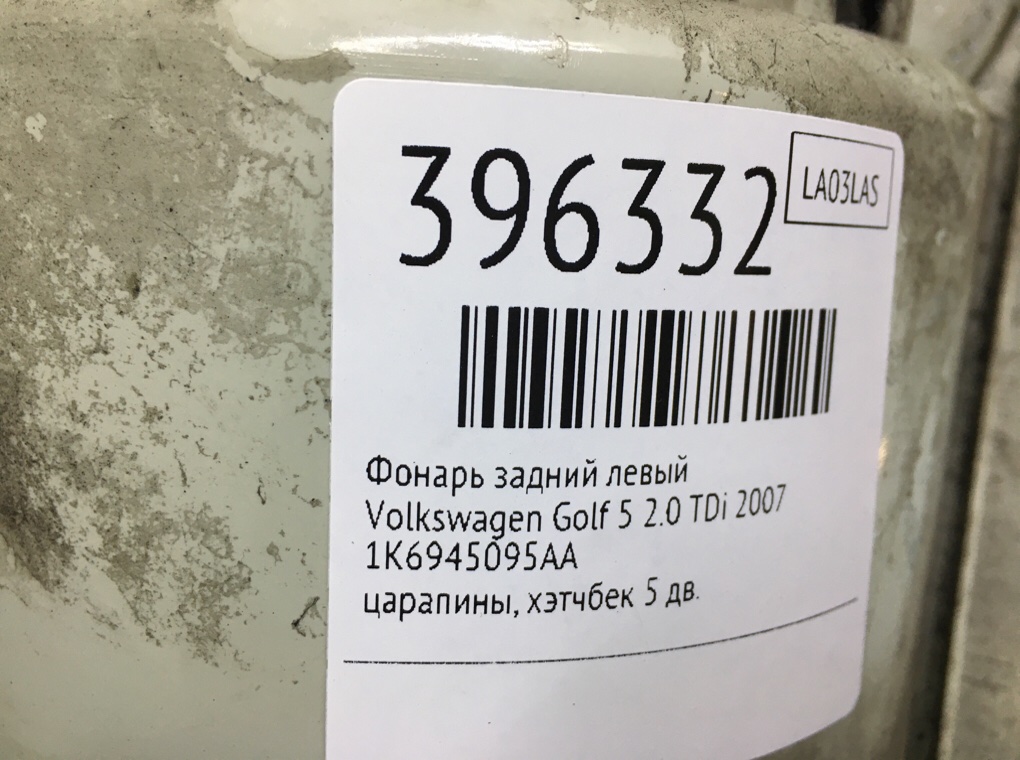 396332
LA03LAS
Фонарь задний левый
Volkswagen Golf 5 2.0 TDi 2007
1K6945095AA
царапины, хэтчбек 5 дв.